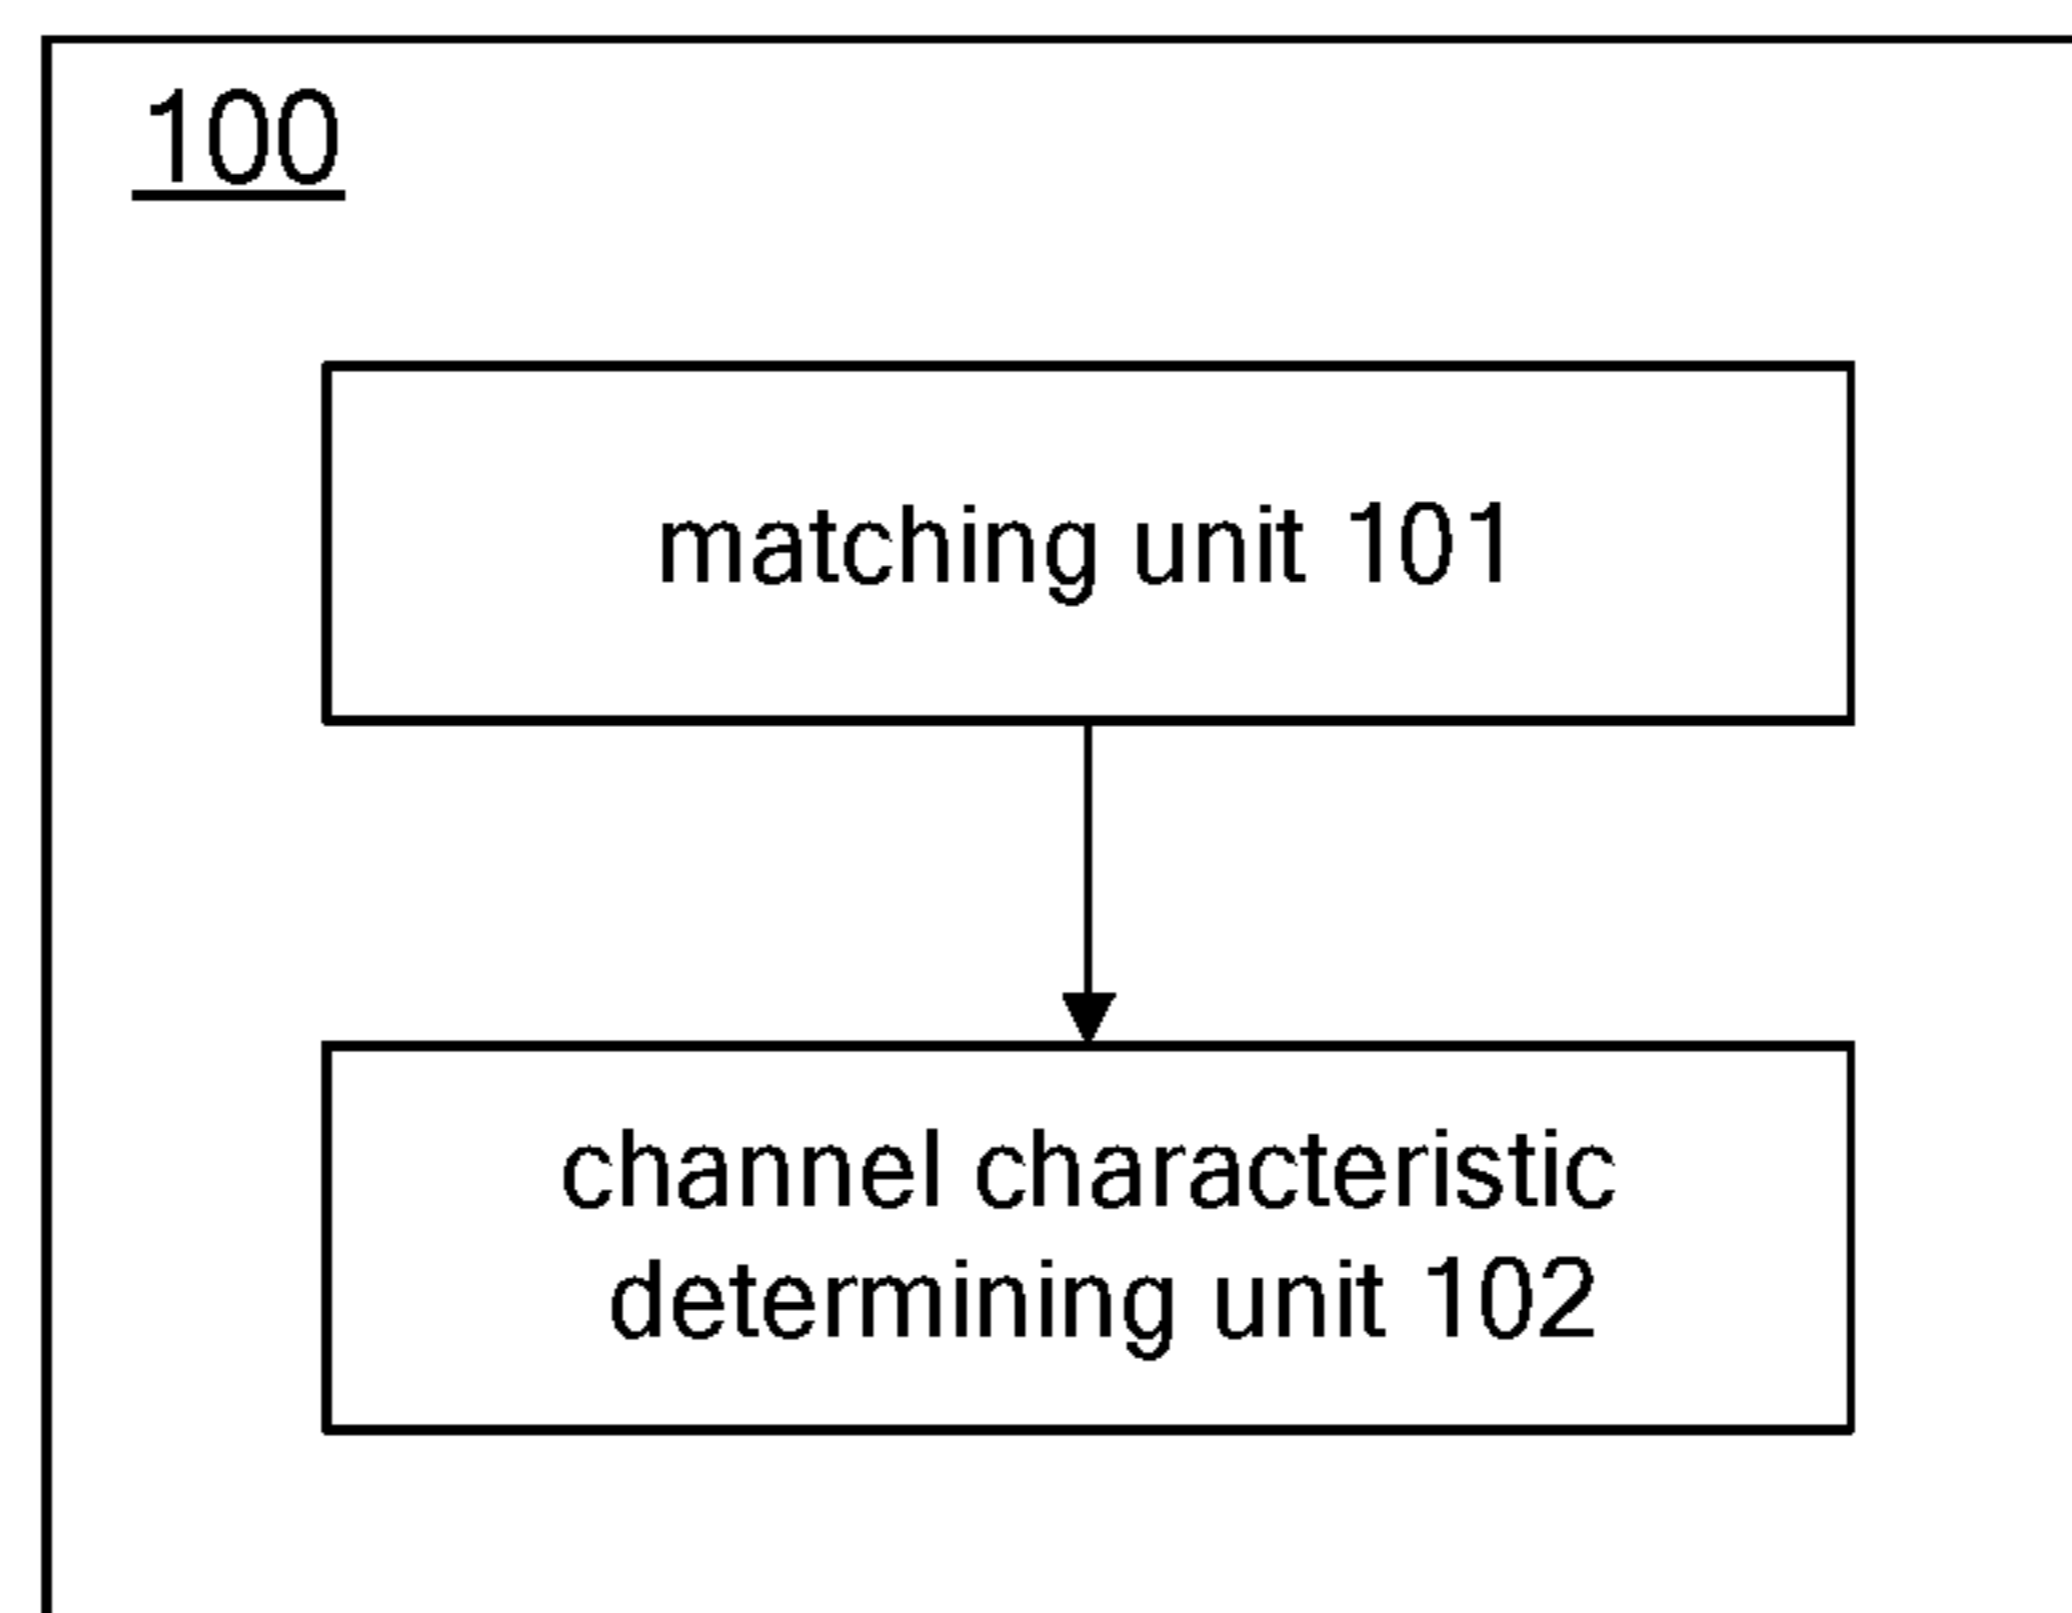 100
matching unit 101
channel characteristic
determining unit 102